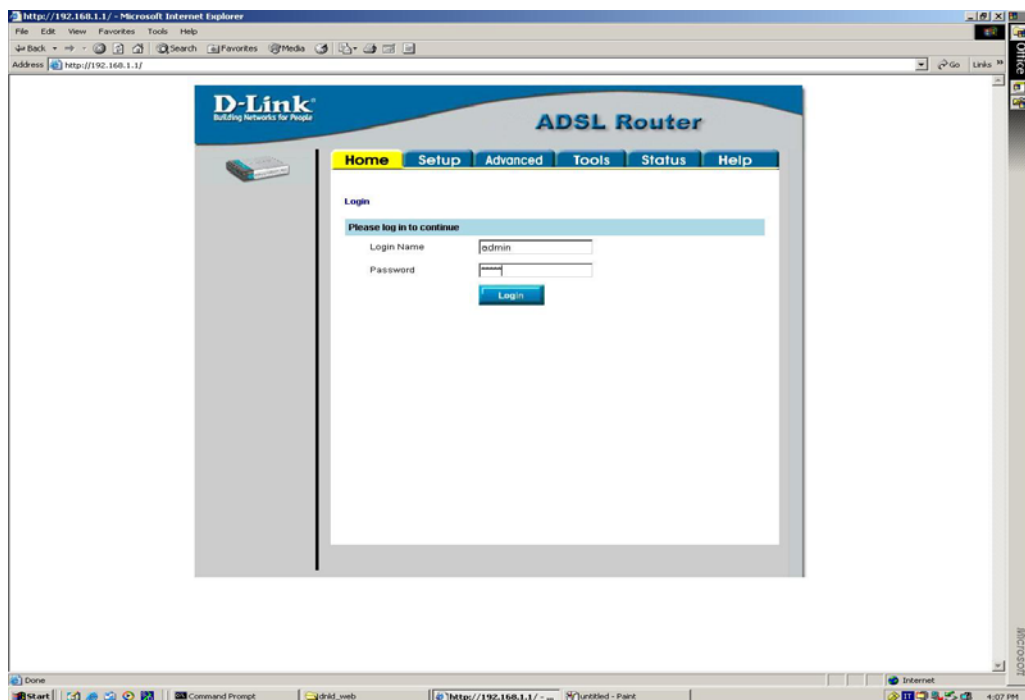 http://192.168.1.1/ - Microsoft Internet Explorer
File Edit View Favorites Tools Help
Back Search Favorites Media
Address http://192.168.1.1/ Go Links »
Office
D-Link
Building Networks for People
ADSL Router
Home Setup Advanced Tools Status Help
Login
Please log in to continue
Login Name admin
Password *****
Login
Microsoft
Done Internet
Start Command Prompt dnld_web http://192.168.1.1/ - ... untitled - Paint IT 4:07 PM